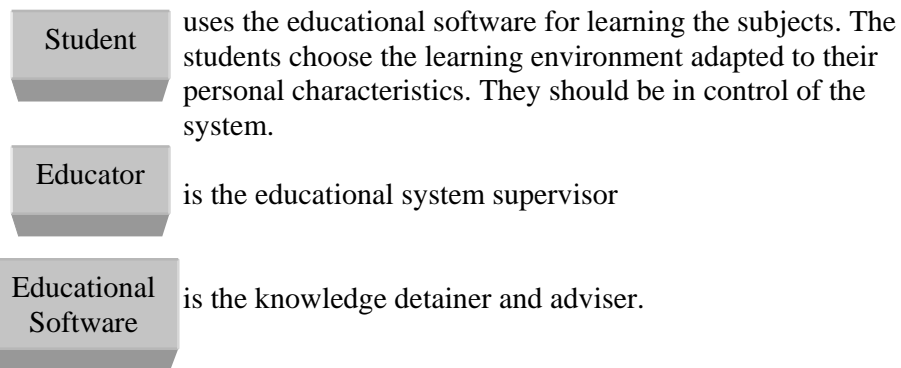 Student
uses the educational software for learning the subjects. The
students choose the learning environment adapted to their
personal characteristics. They should be in control of the
system.
Educator
is the educational system supervisor
Educational
Software
is the knowledge detainer and adviser.